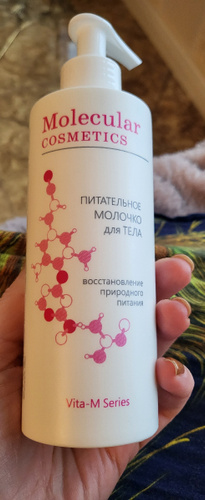 Molecular
COSMETICS
ПИТАТЕЛЬНОЕ
МОЛОЧКО
для ТЕЛА
восстановление
природного
питания
Vita-M Series